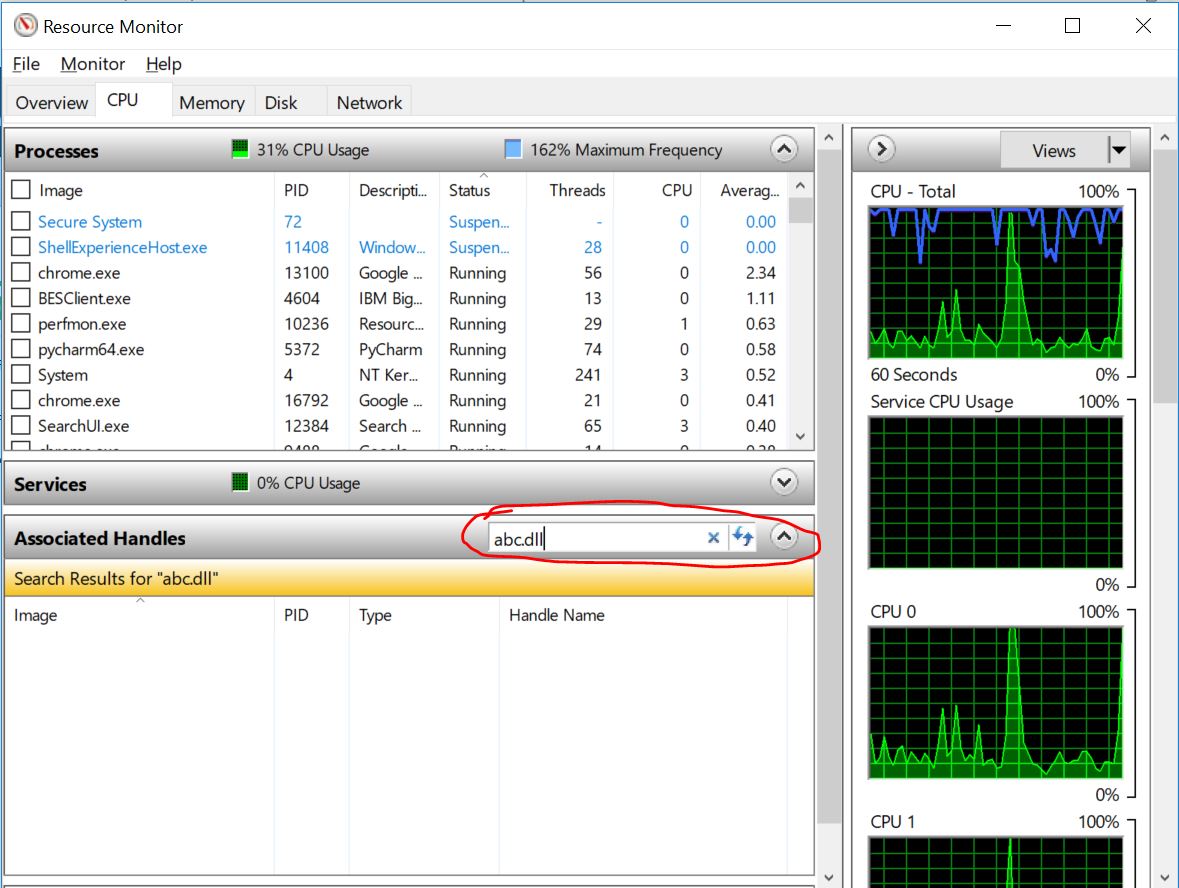 Resource Monitor
File Monitor Help
Overview CPU Memory Disk Network
Processes 31% CPU Usage 162% Maximum Frequency
Image PID Descripti... Status Threads CPU Averag...
Secure System 72 Suspen... - 0 0.00
ShellExperienceHost.exe 11408 Window... Suspen... 28 0 0.00
chrome.exe 13100 Google ... Running 56 0 2.34
BESClient.exe 4604 IBM Big... Running 13 0 1.11
perfmon.exe 10236 Resourc... Running 29 1 0.63
pycharm64.exe 5372 PyCharm Running 74 0 0.58
System 4 NT Ker... Running 241 3 0.52
chrome.exe 16792 Google ... Running 21 0 0.41
SearchUI.exe 12384 Search ... Running 65 3 0.40
Services 0% CPU Usage
Associated Handles abc.dll
Search Results for "abc.dll"
Image PID Type Handle Name
Views
CPU - Total 100%
60 Seconds 0%
Service CPU Usage 100%
0%
CPU 0 100%
0%
CPU 1 100%